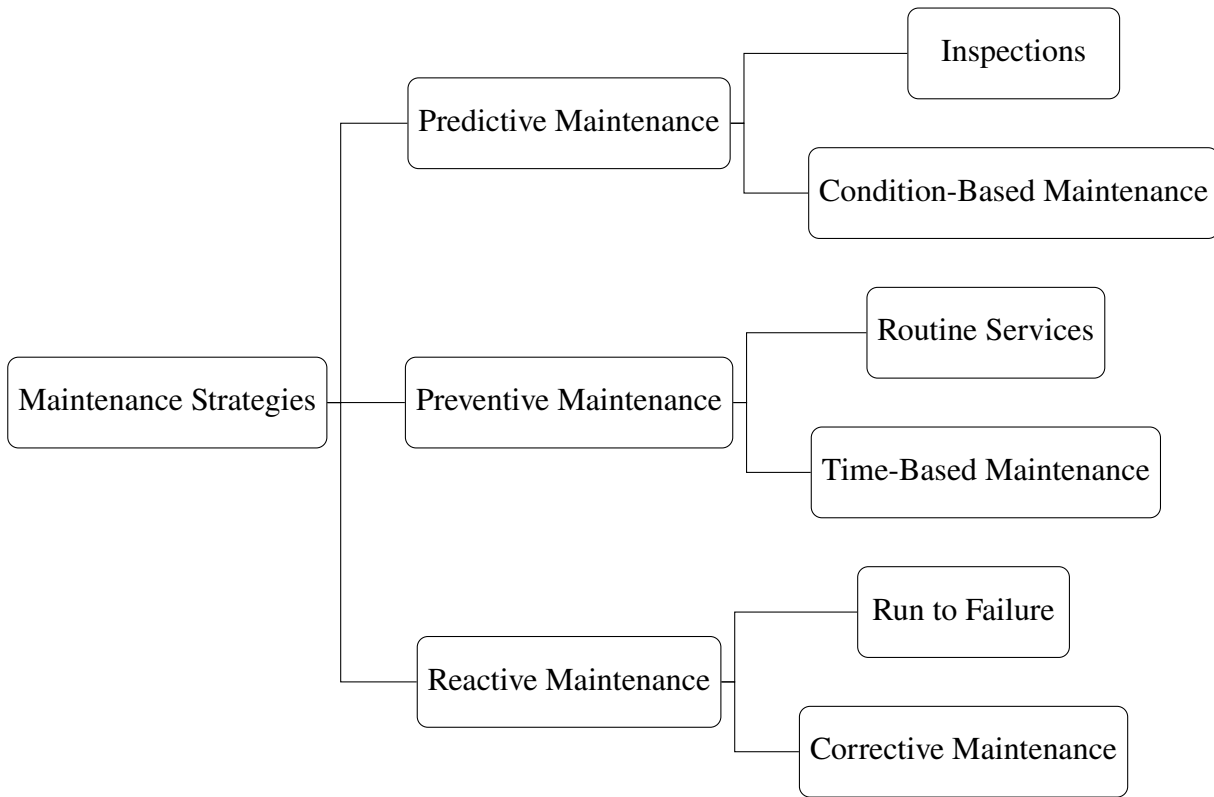 Maintenance Strategies
Predictive Maintenance
Inspections
Condition-Based Maintenance
Preventive Maintenance
Routine Services
Time-Based Maintenance
Reactive Maintenance
Run to Failure
Corrective Maintenance